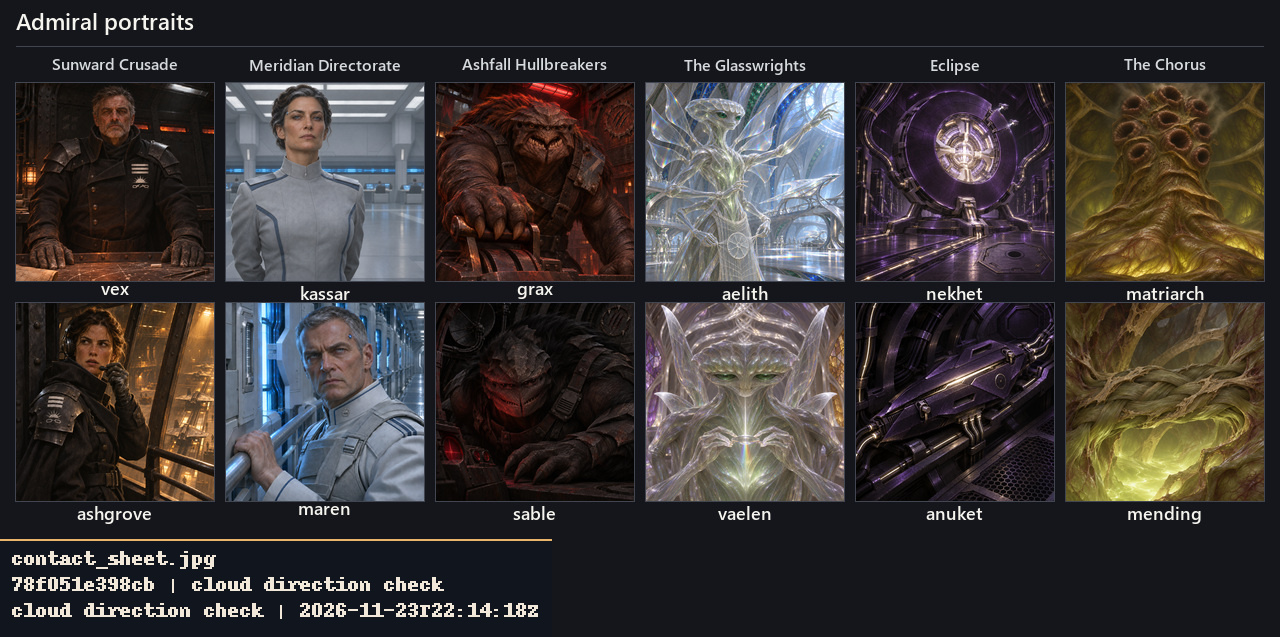 Admiral portraits
Sunward Crusade
Meridian Directorate
Ashfall Hullbreakers
The Glasswrights
Eclipse
The Chorus
vex
kassar
grax
aelith
nekhet
matriarch
ashgrove
maren
sable
vaelen
anuket
mending
contact_sheet.jpg
78f051e398cb | cloud direction check
cloud direction check | 2026-11-23T22:14:18z